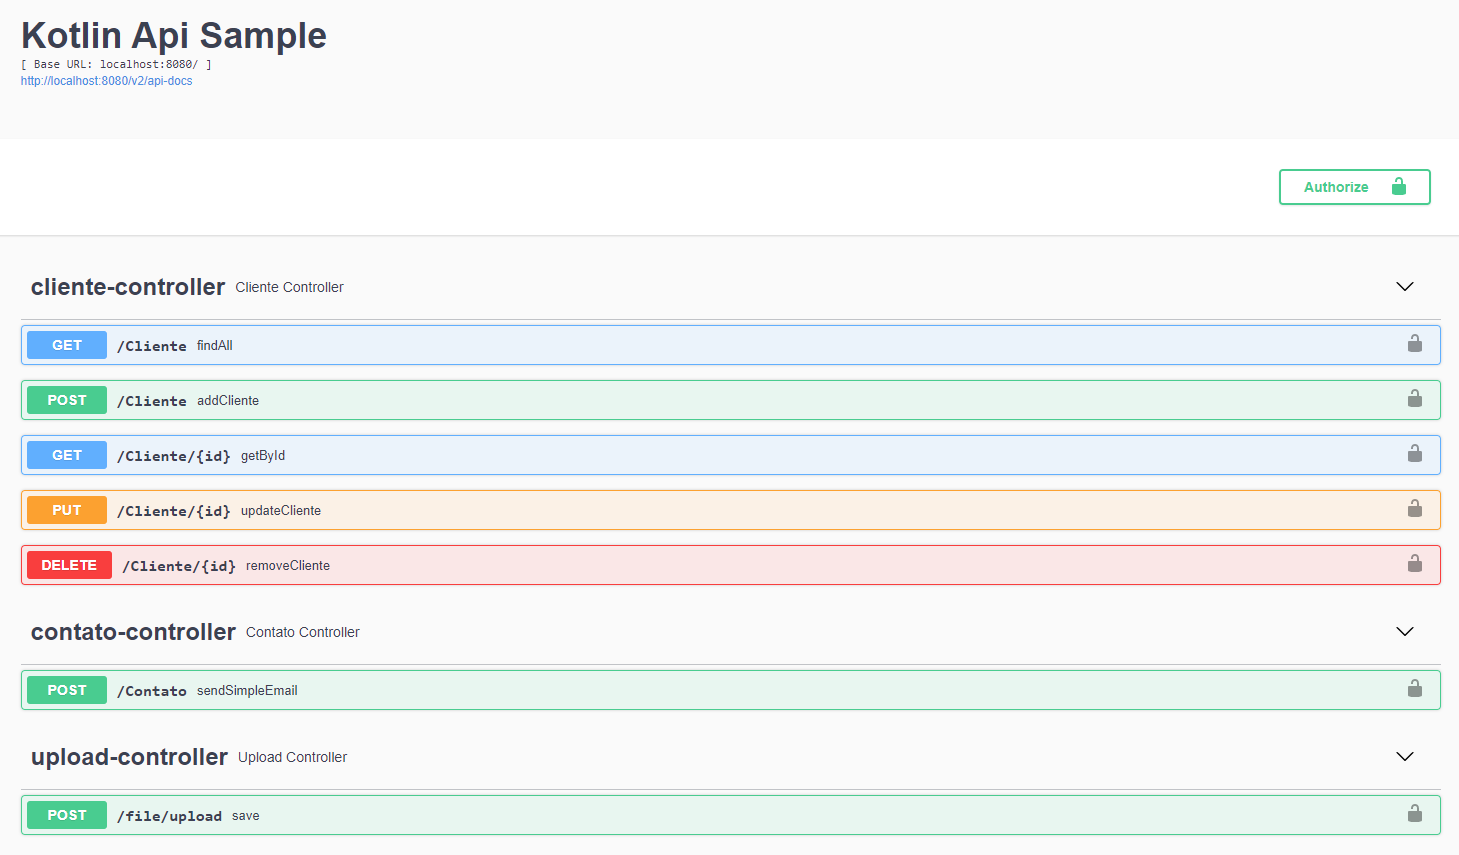 Kotlin Api Sample
[ Base URL: localhost:8080/ ]
http://localhost:8080/v2/api-docs
Authorize
cliente-controller Cliente Controller
GET /Cliente findAll
POST /Cliente addCliente
GET /Cliente/{id} getById
PUT /Cliente/{id} updateCliente
DELETE /Cliente/{id} removeCliente
contato-controller Contato Controller
POST /Contato sendSimpleEmail
upload-controller Upload Controller
POST /file/upload save